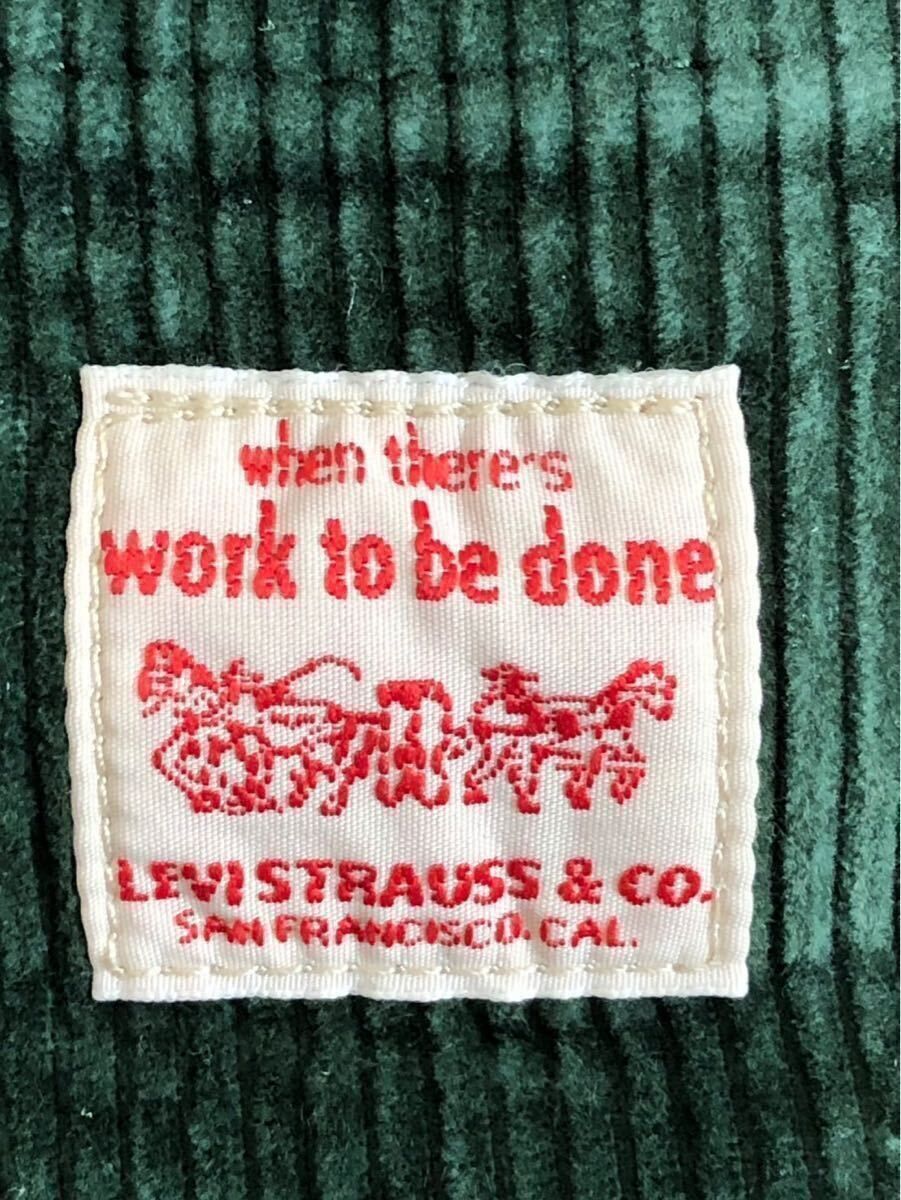 when there's
work to be done
LEVI STRAUSS & CO.
SAN FRANCISCO, CAL.